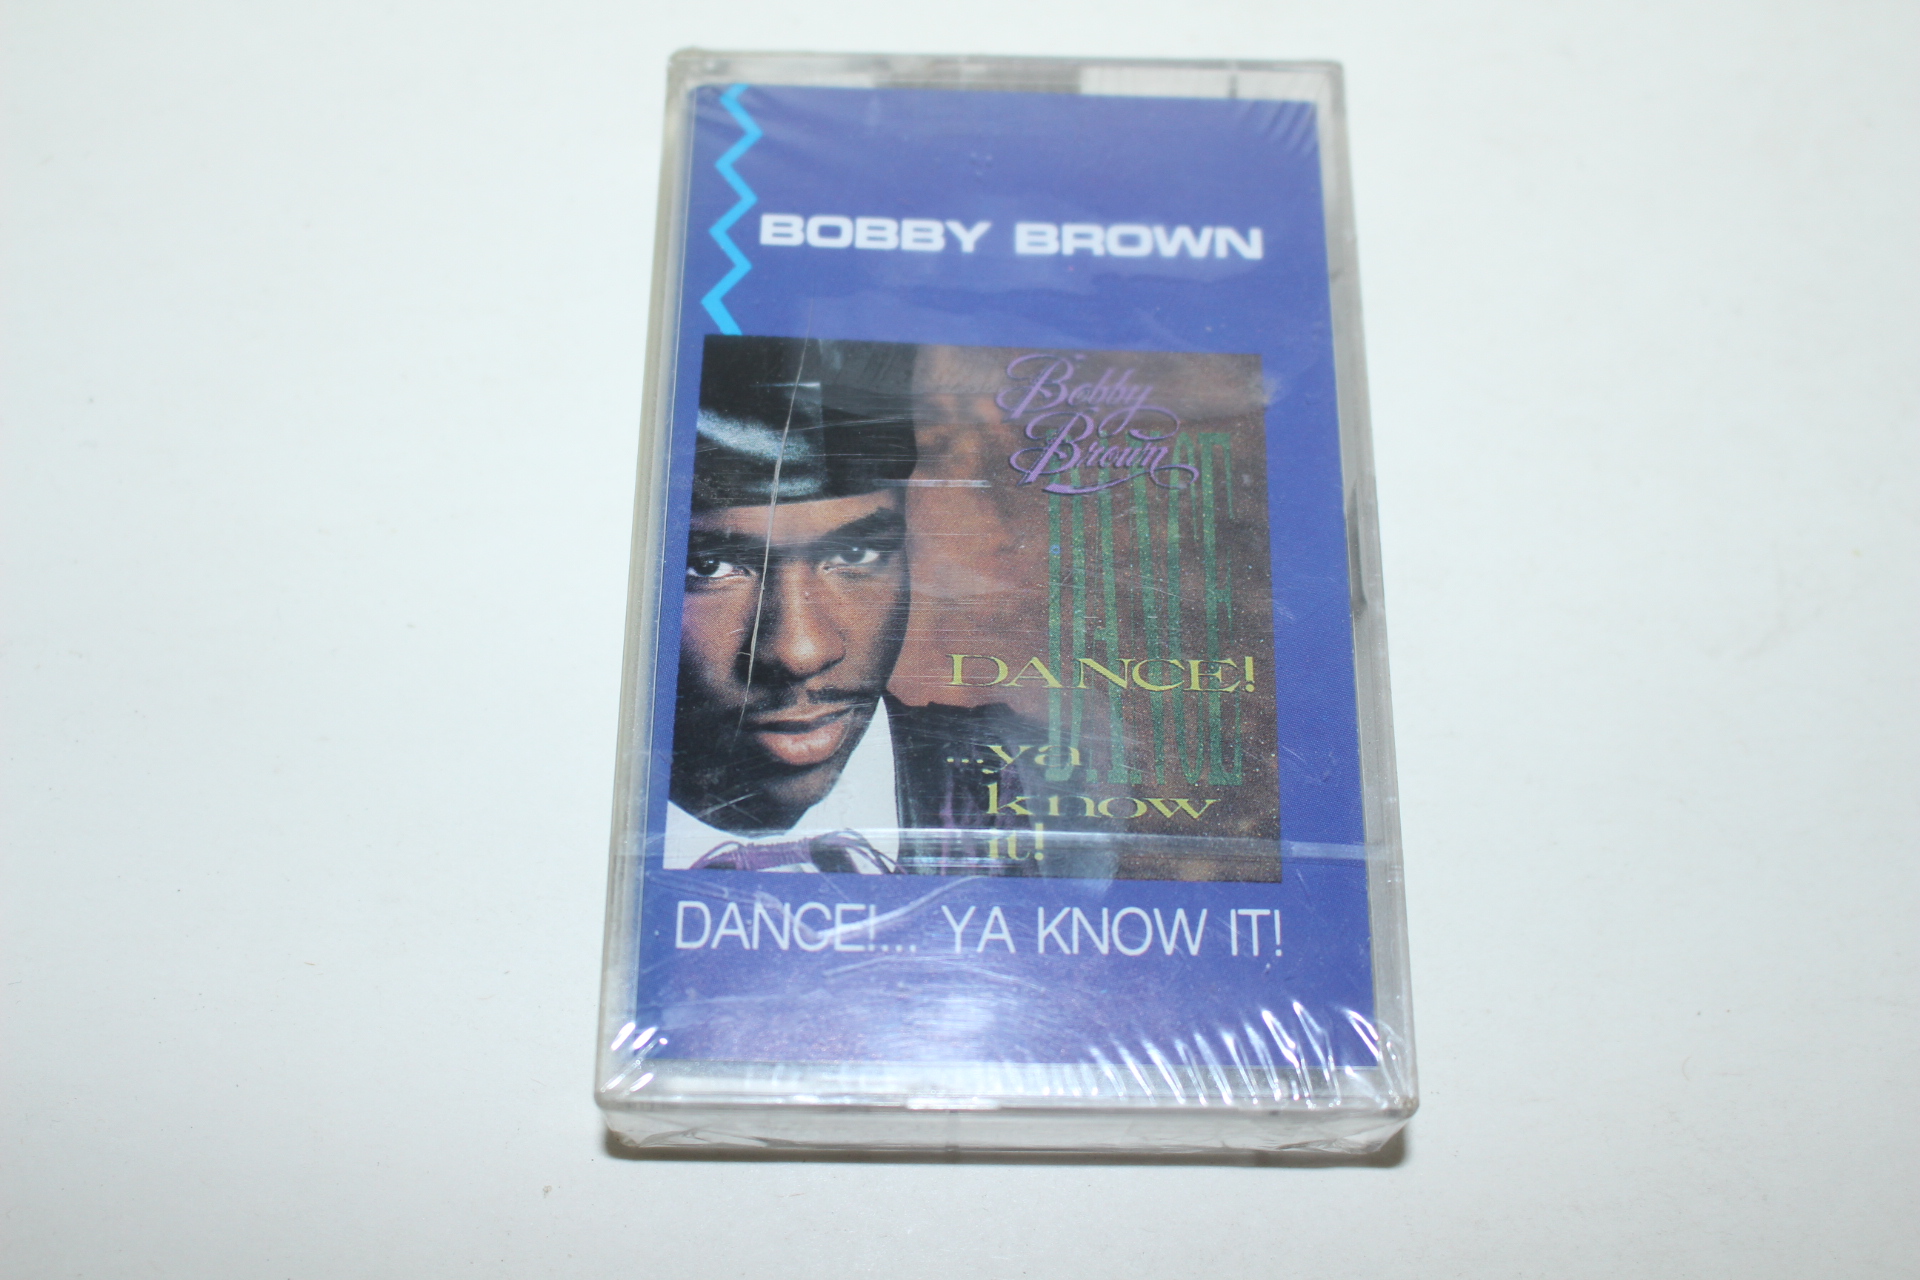 BOBBY BROWN
Bobby
Brown
DANCE
DANCE!
...ya
know
it!
DANCE!... YA KNOW IT!